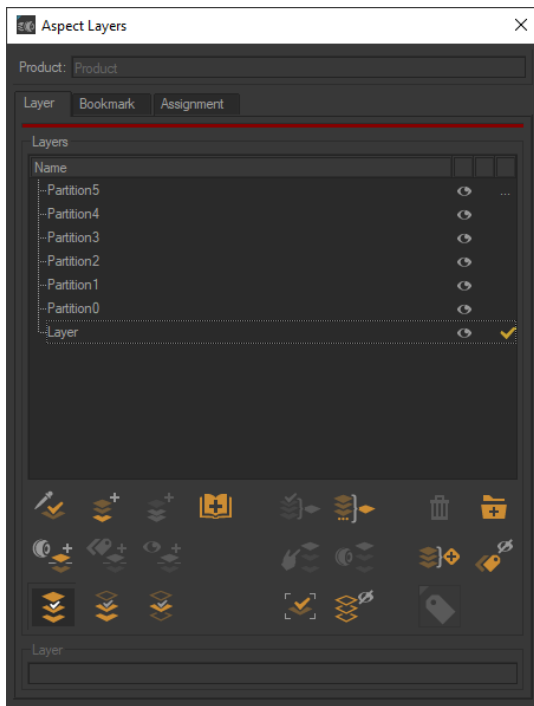 Aspect Layers
Product: Product
Layer Bookmark Assignment
Layers
Name
Partition5 ...
Partition4
Partition3
Partition2
Partition1
Partition0
Layer
Layer